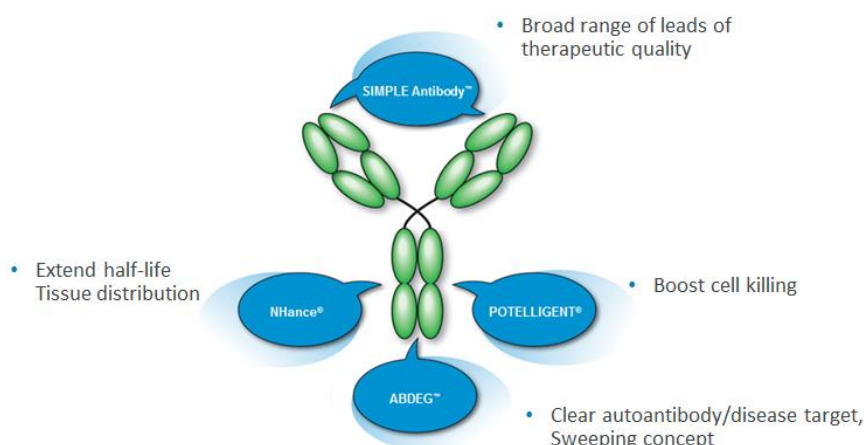 • Broad range of leads of
therapeutic quality
SIMPLE Antibody™
• Extend half-life
Tissue distribution
NHance®
POTELLIGENT®
• Boost cell killing
ABDEG™
• Clear autoantibody/disease target,
Sweeping concept